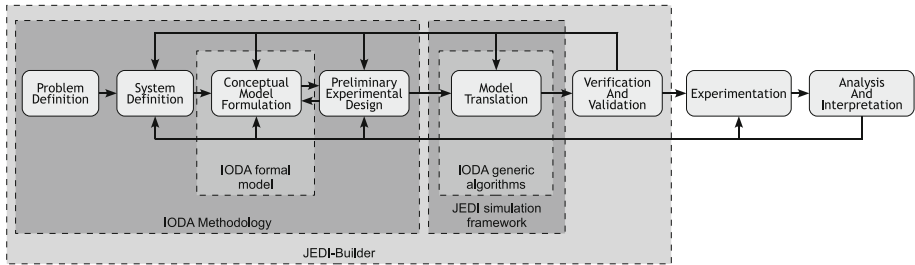 Problem
Definition
System
Definition
Conceptual
Model
Formulation
Preliminary
Experimental
Design
Model
Translation
Verification
And
Validation
Experimentation
Analysis
And
Interpretation
IODA formal
model
IODA generic
algorithms
IODA Methodology
JEDI simulation
framework
JEDI-Builder